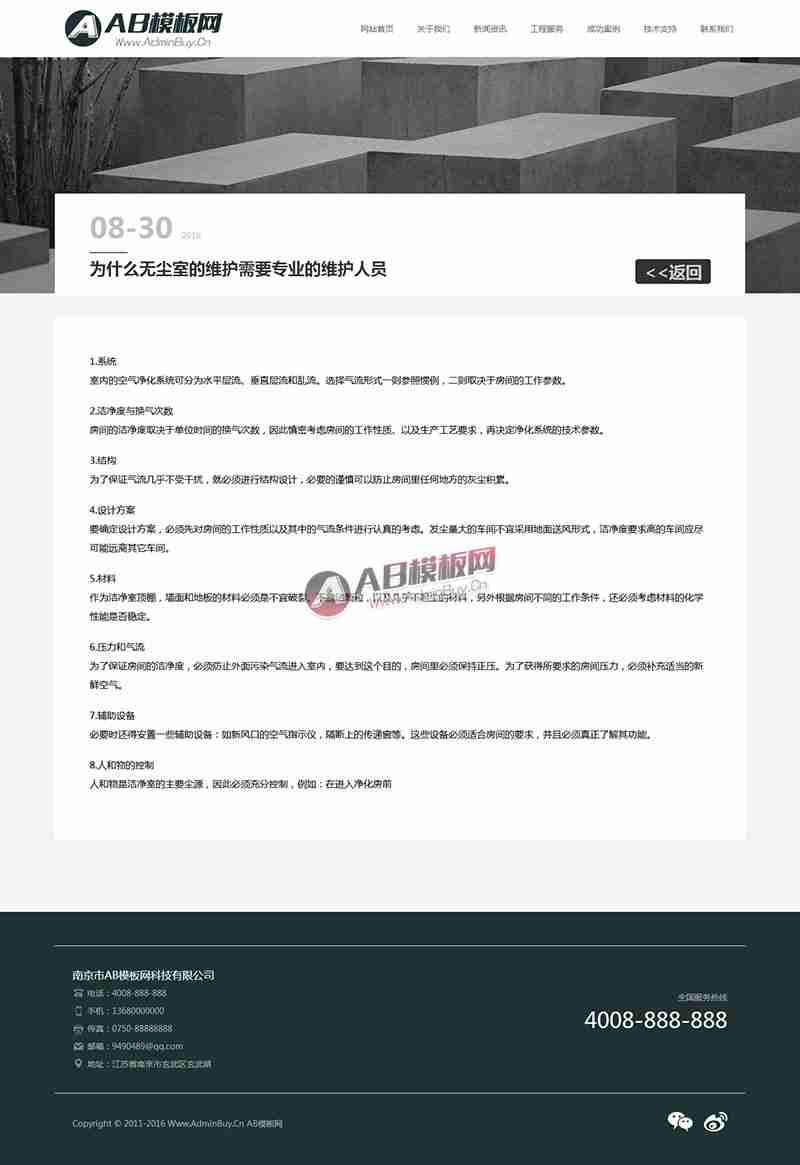 AB模板网
Www.AdminBuy.Cn
网站首页 关于我们 新闻资讯 工程服务 成功案例 技术支持 联系我们
08-30 2016
为什么无尘室的维护需要专业的维护人员
<<返回
1.系统
室内的空气净化系统可分为水平层流、垂直层流和乱流。选择气流形式一则参照惯例，二则取决于房间的工作参数。
2.洁净度与换气次数
房间的洁净度取决于单位时间的换气次数，因此慎密考虑房间的工作性质、以及生产工艺要求，再决定净化系统的技术参数。
3.结构
为了保证气流几乎不受干扰，就必须进行结构设计，必要的谨慎可以防止房间里任何地方的灰尘积累。
4.设计方案
要确定设计方案，必须先对房间的工作性质以及其中的气流条件进行认真的考虑。发尘量大的车间不宜采用地面送风形式，洁净度要求高的车间应尽
可能远离其它车间。
AB模板网
Www.AdminBuy.Cn
5.材料
作为洁净室顶棚，墙面和地板的材料必须是不宜破裂、的材料，另外根据房间不同的工作条件，还必须考虑材料的化学
性能是否稳定。
6.压力和气流
为了保证房间的洁净度，必须防止外面污染气流进入室内，要达到这个目的，房间里必须保持正压。为了获得所要求的房间压力，必须补充适当的新
鲜空气。
7.辅助设备
必要时还得安置一些辅助设备：如新风口的空气指示仪，隔断上的传递窗等。这些设备必须适合房间的要求，并且必须真正了解其功能。
8.人和物的控制
人和物是洁净室的主要尘源，因此必须充分控制，例如：在进入净化房前
南京市AB模板网科技有限公司
电话：4008-888-888
手机：13680000000
传真：0750-88888888
邮箱：9490489@qq.com
地址：江苏省南京市玄武区玄武湖
全国服务热线
4008-888-888
Copyright © 2011-2016 Www.AdminBuy.Cn AB模板网